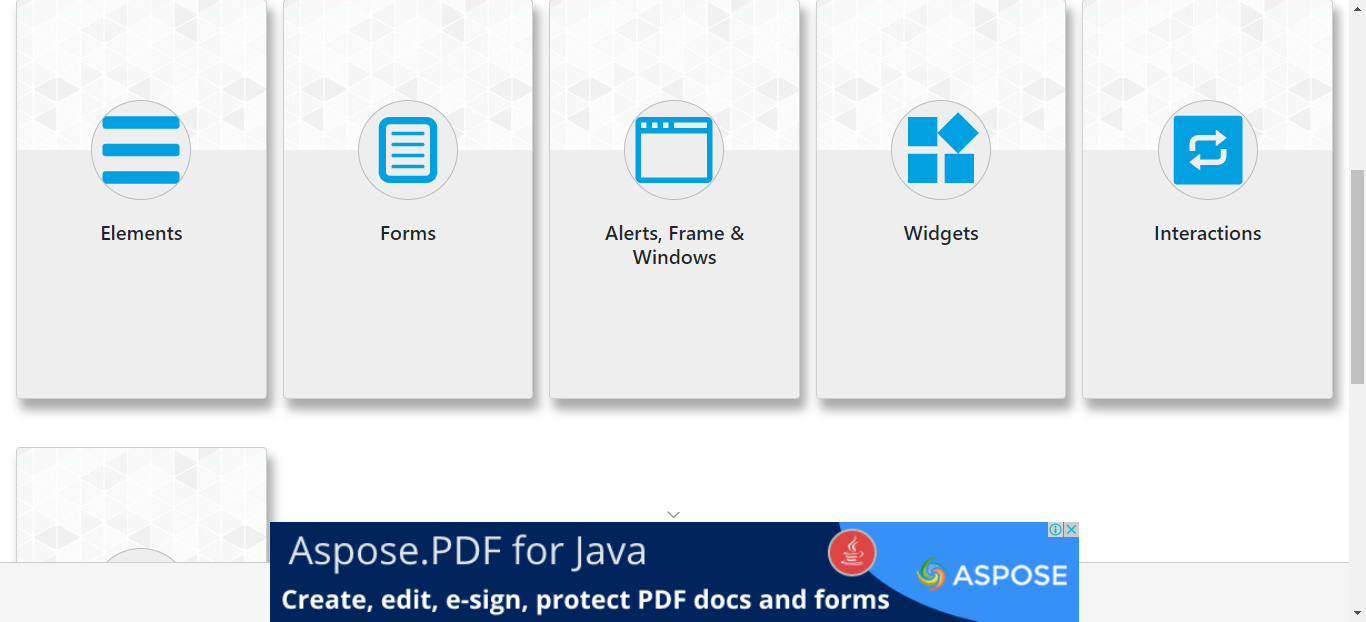 Elements
Forms
Alerts, Frame &
Windows
Widgets
Interactions
Aspose.PDF for Java
Create, edit, e-sign, protect PDF docs and forms
ASPOSE